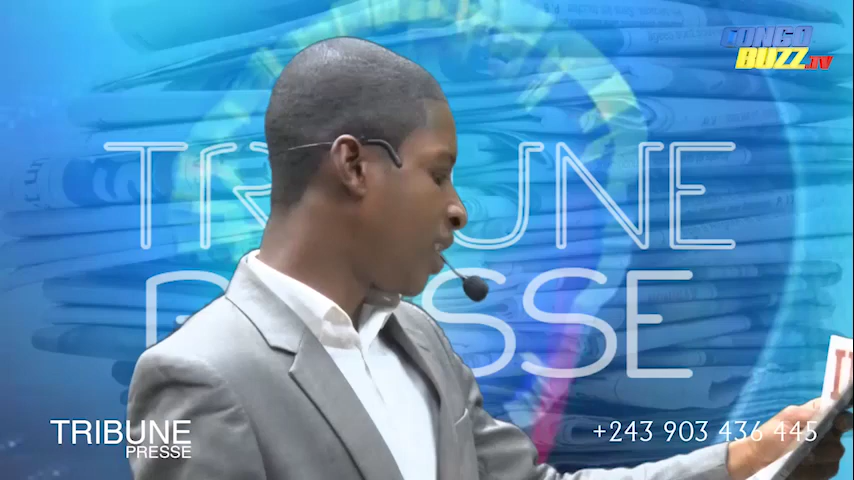 CONGO
BUZZ.TV
TRIBUNE
PRESSE
TRIBUNE
PRESSE
+243 903 436 445